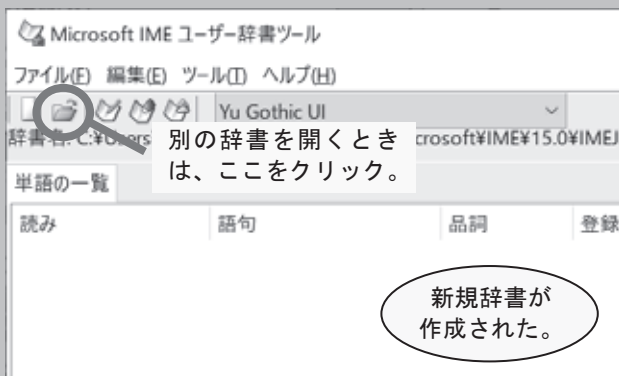 Microsoft IME ユーザー辞書ツール
ファイル(F) 編集(E) ツール(T) ヘルプ(H)
Yu Gothic UI
辞書名: C:¥Users
crosoft¥IME¥15.0¥IMEJ
別の辞書を開くとき
は、ここをクリック。
単語の一覧
読み 語句 品詞 登録
新規辞書が
作成された。